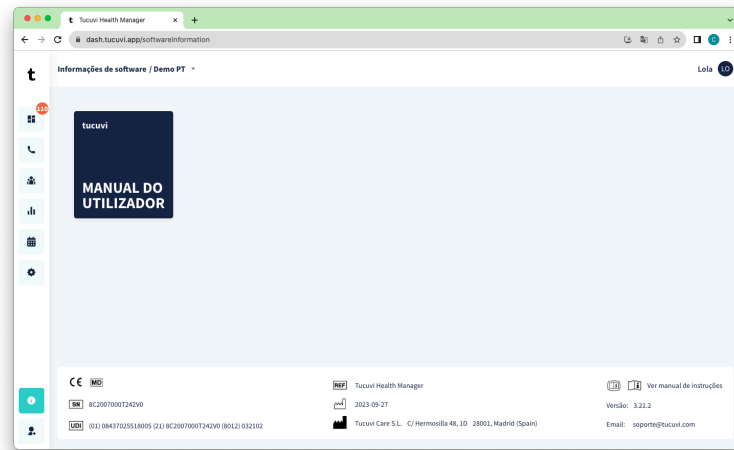 t Tucuvi Health Manager
dash.tucuvi.app/softwareInformation
t
Informações de software / Demo PT
Lola LO
110
tucuvi
MANUAL DO
UTILIZADOR
CE MD
SN 8C2007000T242V0
UDI (01) 08437025518005 (21) 8C2007000T242V0 (8012) 032102
REF Tucuvi Health Manager
2023-09-27
Tucuvi Care S.L. C/ Hermosilla 48, 1D 28001, Madrid (Spain)
Ver manual de instruções
Versão: 3.21.2
Email: soporte@tucuvi.com